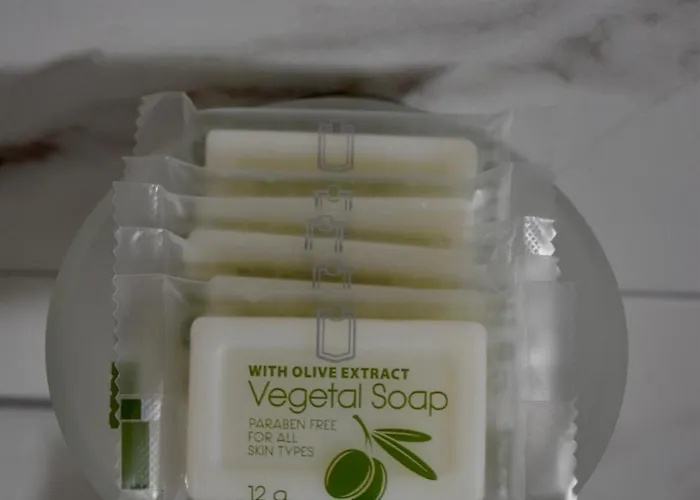 WITH OLIVE EXTRACT
Vegetal Soap
PARABEN FREE
FOR ALL
SKIN TYPES
12 g